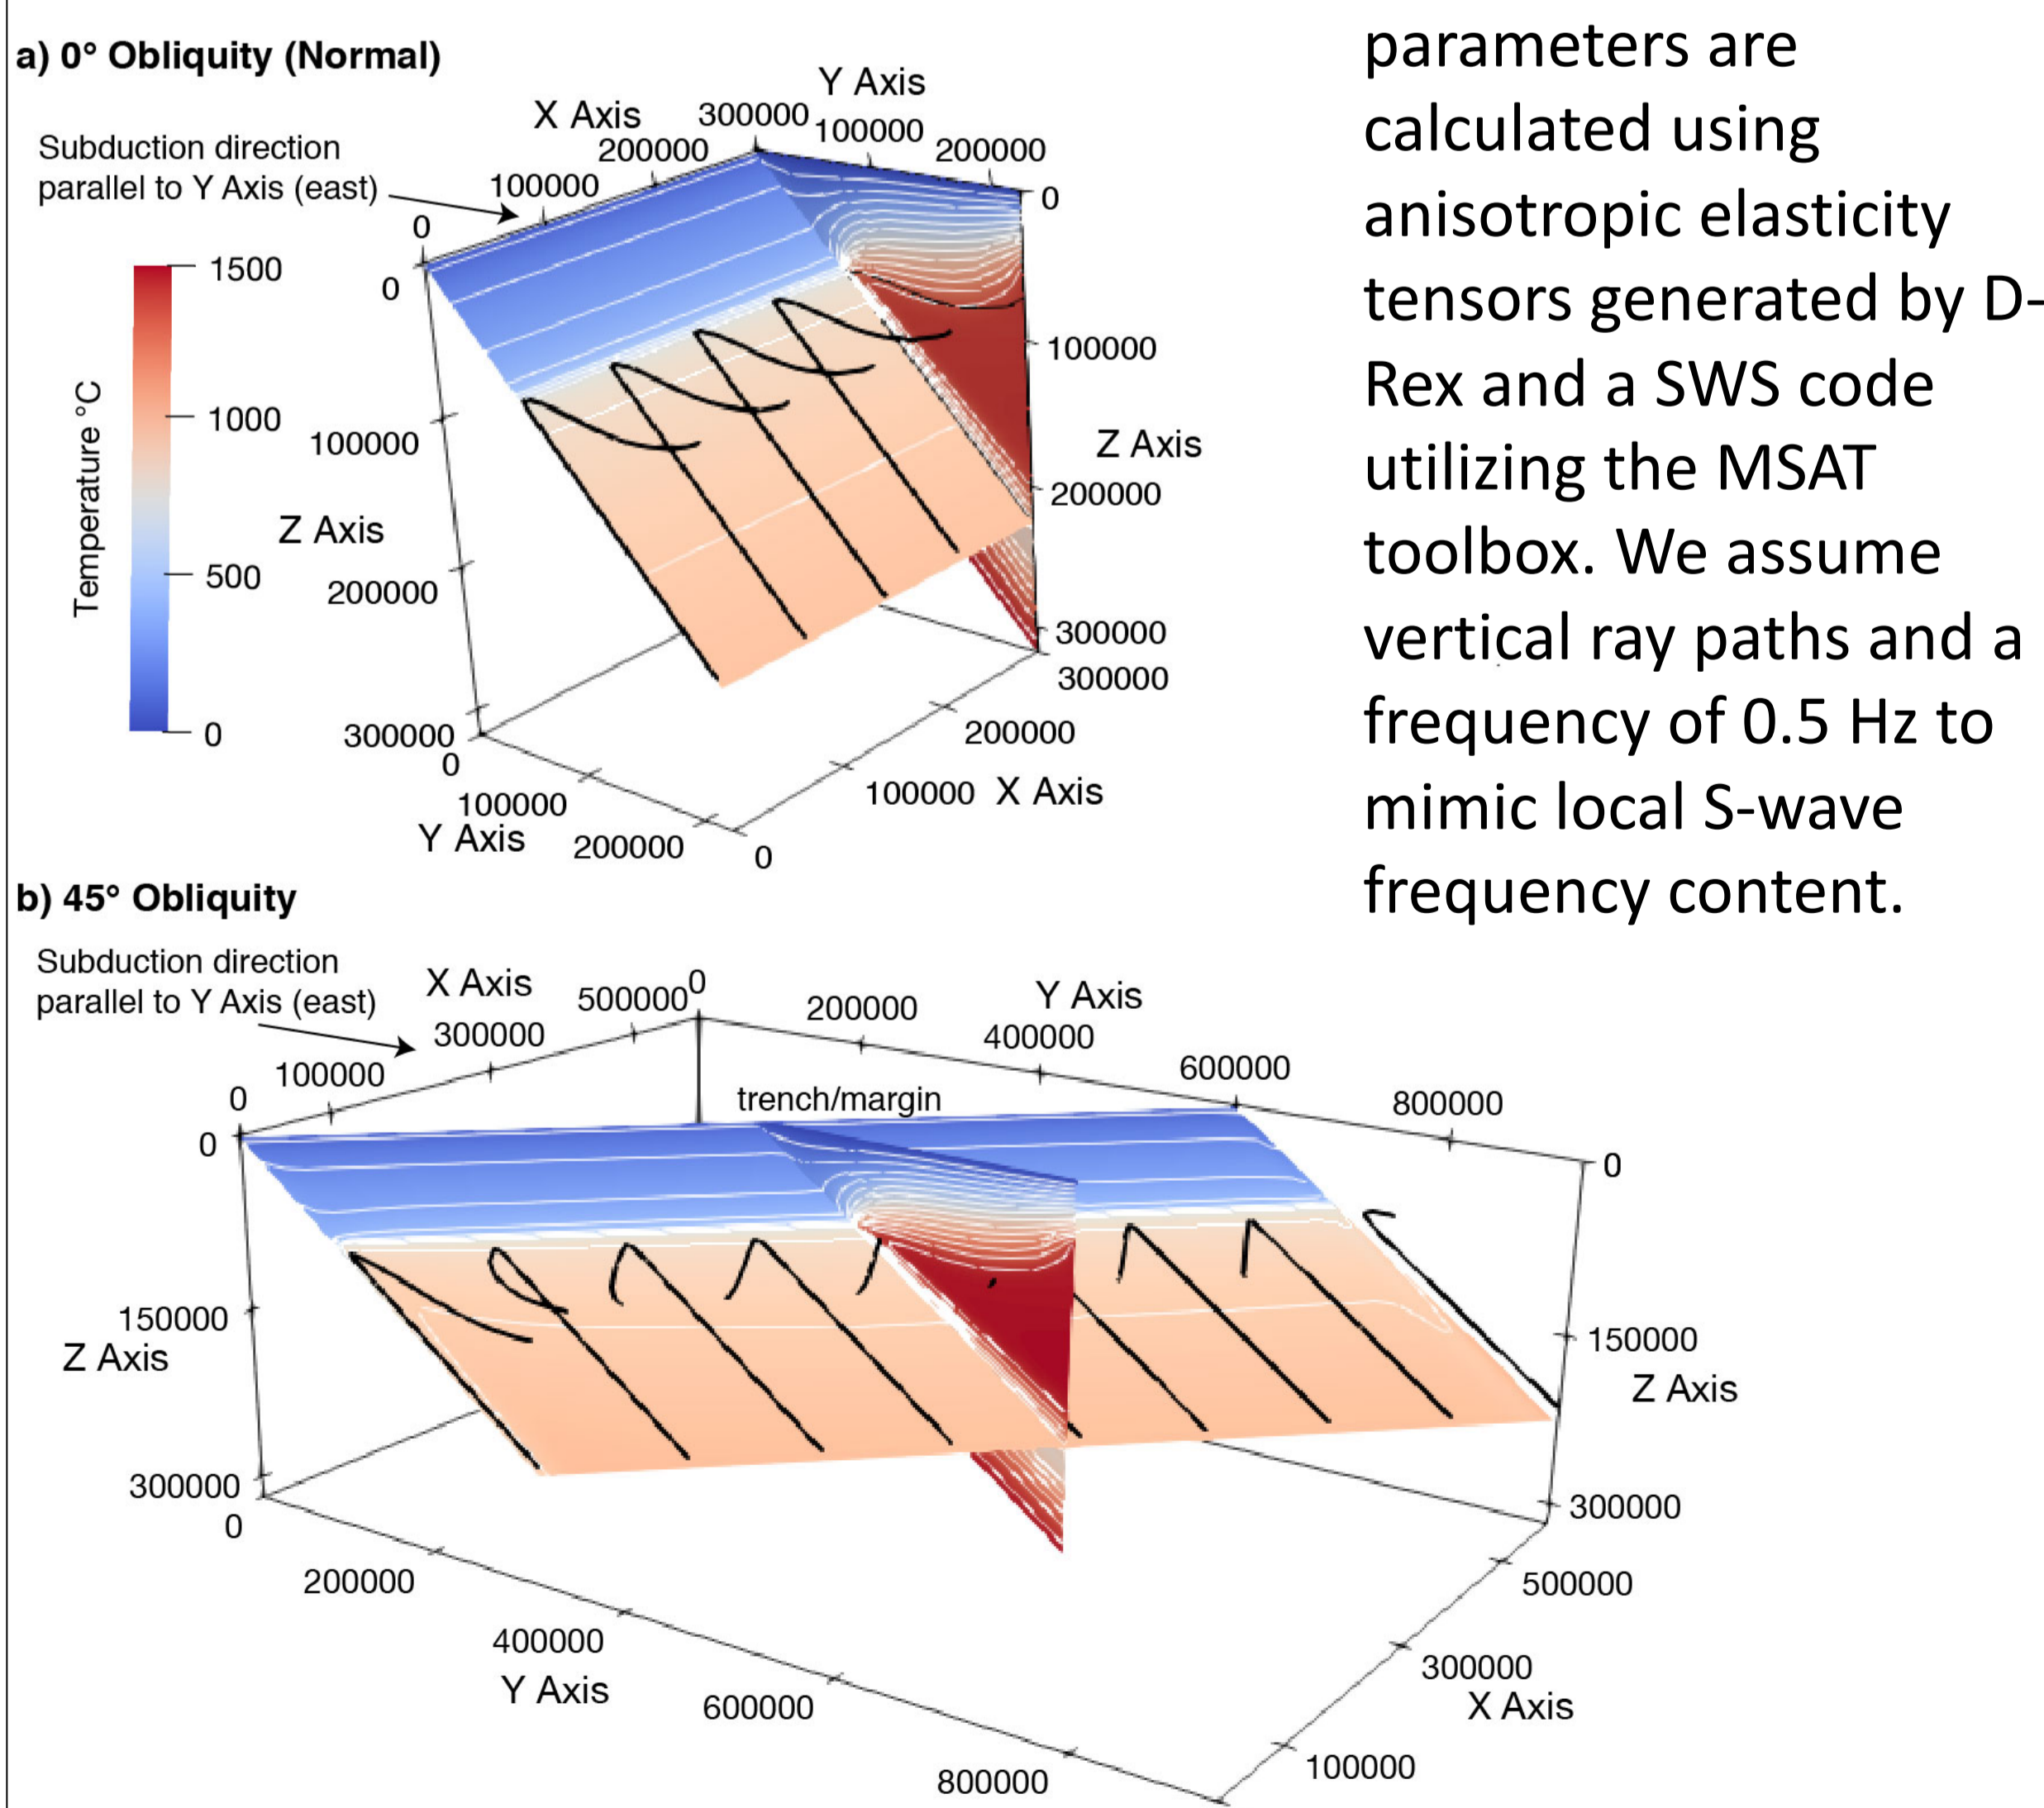 a) 0° Obliquity (Normal)
Subduction direction
parallel to Y Axis (east)
X Axis
Y Axis
0
100000
200000
300000
100000
200000
0
100000
200000
300000
Z Axis
0
100000
200000
300000
Z Axis
1500
1000
500
0
Temperature °C
0
100000
200000
Y Axis
0
100000
200000
300000
X Axis
b) 45° Obliquity
Subduction direction
parallel to Y Axis (east)
X Axis
0
100000
300000
500000
0
200000
400000
600000
800000
Y Axis
trench/margin
0
150000
300000
Z Axis
0
150000
300000
Z Axis
0
200000
400000
600000
800000
Y Axis
500000
300000
100000
X Axis
parameters are
calculated using
anisotropic elasticity
tensors generated by D-
Rex and a SWS code
utilizing the MSAT
toolbox. We assume
vertical ray paths and a
frequency of 0.5 Hz to
mimic local S-wave
frequency content.